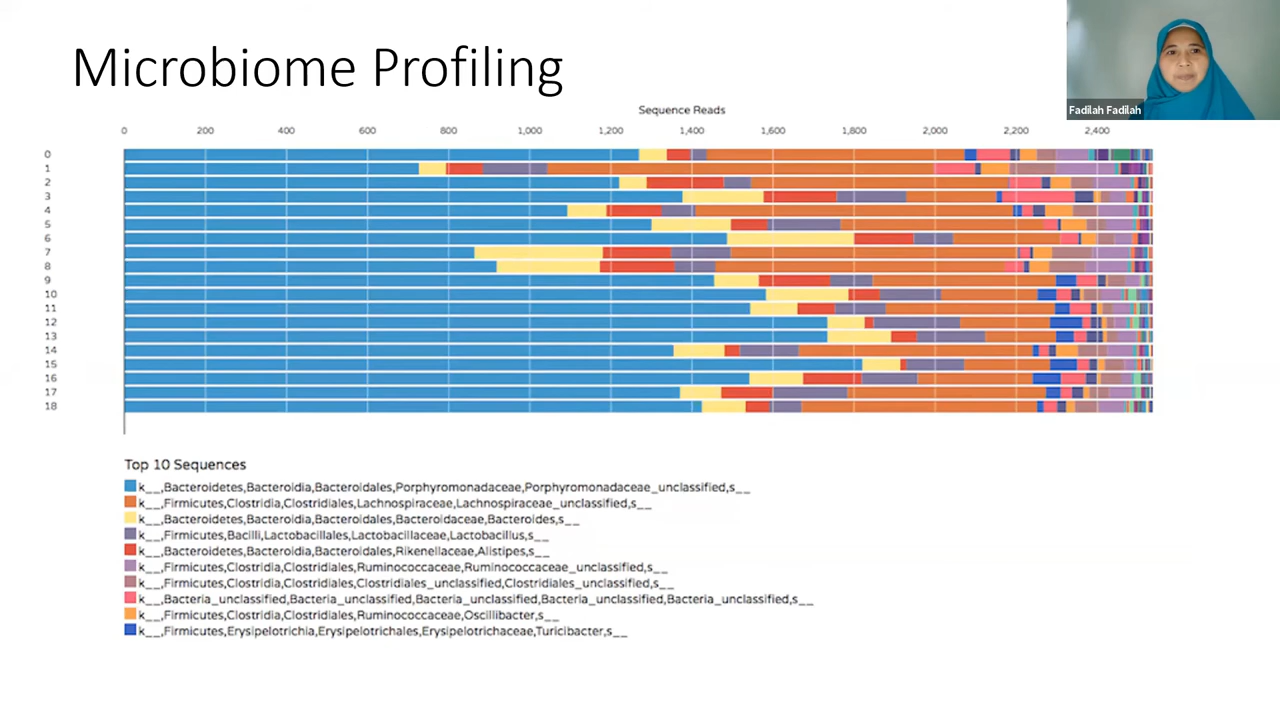 Microbiome Profiling
Fadilah Fadilah
Sequence Reads
0 200 400 600 800 1,000 1,200 1,400 1,600 1,800 2,000 2,200 2,400
0
1
2
3
4
5
6
7
8
9
10
11
12
13
14
15
16
17
18
Top 10 Sequences
k__,Bacteroidetes,Bacteroidia,Bacteroidales,Porphyromonadaceae,Porphyromonadaceae_unclassified,s__
k__,Firmicutes,Clostridia,Clostridiales,Lachnospiraceae,Lachnospiraceae_unclassified,s__
k__,Bacteroidetes,Bacteroidia,Bacteroidales,Bacteroidaceae,Bacteroides,s__
k__,Firmicutes,Bacilli,Lactobacillales,Lactobacillaceae,Lactobacillus,s__
k__,Bacteroidetes,Bacteroidia,Bacteroidales,Rikenellaceae,Alistipes,s__
k__,Firmicutes,Clostridia,Clostridiales,Ruminococcaceae,Ruminococcaceae_unclassified,s__
k__,Firmicutes,Clostridia,Clostridiales,Clostridiales_unclassified,Clostridiales_unclassified,s__
k__,Bacteria_unclassified,Bacteria_unclassified,Bacteria_unclassified,Bacteria_unclassified,Bacteria_unclassified,s__
k__,Firmicutes,Clostridia,Clostridiales,Ruminococcaceae,Oscillibacter,s__
k__,Firmicutes,Erysipelotrichia,Erysipelotrichales,Erysipelotrichaceae,Turicibacter,s__